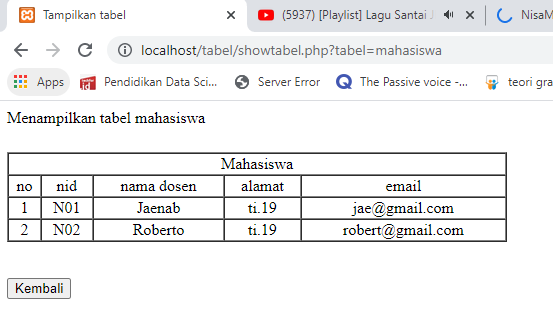 Tampilkan tabel
(5937) [Playlist] Lagu Santai J
NisaM
localhost/tabel/showtabel.php?tabel=mahasiswa
Apps
Pendidikan Data Sci...
Server Error
The Passive voice -...
teori gra
Menampilkan tabel mahasiswa
Mahasiswa
no nid nama dosen alamat email
1 N01 Jaenab ti.19 jae@gmail.com
2 N02 Roberto ti.19 robert@gmail.com
Kembali